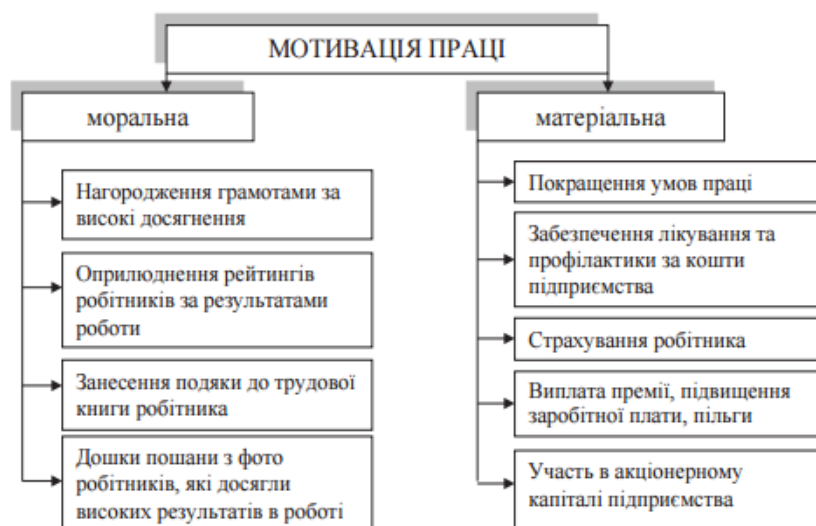 МОТИВАЦІЯ ПРАЦІ
моральна
Нагородження грамотами за
високі досягнення
Оприлюднення рейтингів
робітників за результатами
роботи
Занесення подяки до трудової
книги робітника
Дошки пошани з фото
робітників, які досягли
високих результатів в роботі
матеріальна
Покращення умов праці
Забезпечення лікування та
профілактики за кошти
підприємства
Страхування робітника
Виплата премії, підвищення
заробітної плати, пільги
Участь в акціонерному
капіталі підприємства